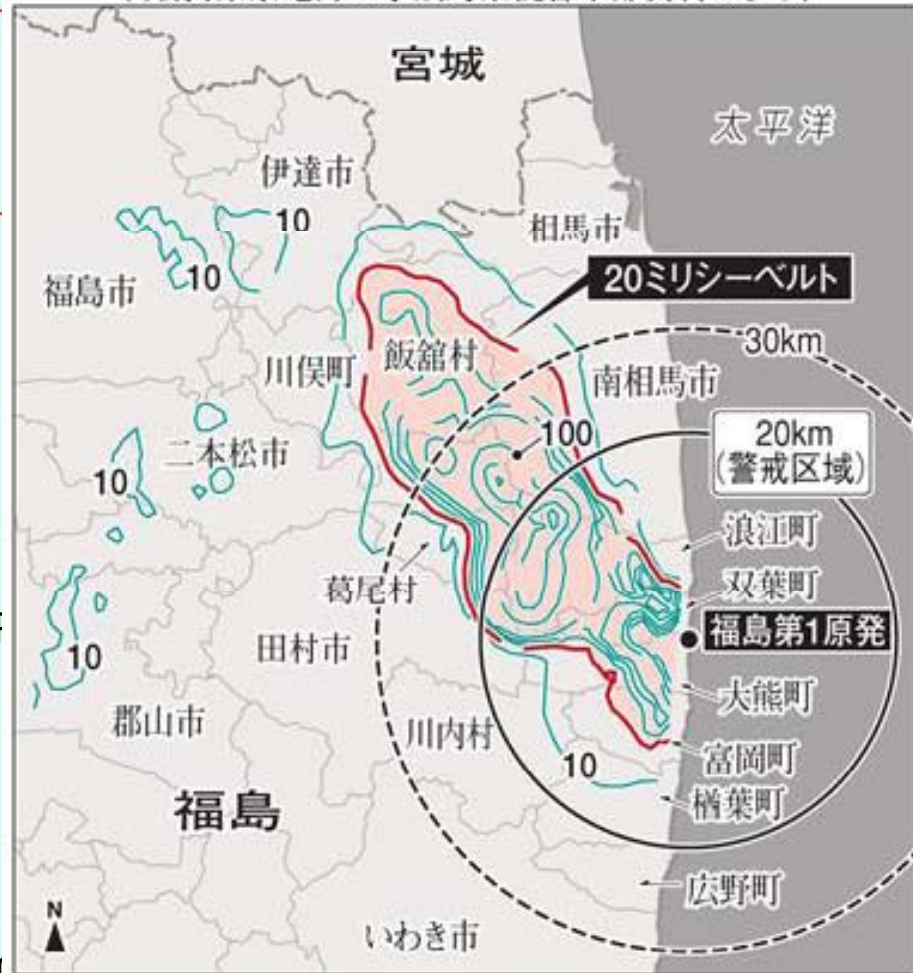 宮城
太平洋
伊達市
10
相馬市
10
20ミリシーベルト
福島市
30km
川俣町
飯舘村
南相馬市
100
20km
(警戒区域)
二本松市
10
浪江町
葛尾村
双葉町
福島第1原発
田村市
10
大熊町
郡山市
川内村
富岡町
10
福島
楢葉町
広野町
N
いわき市